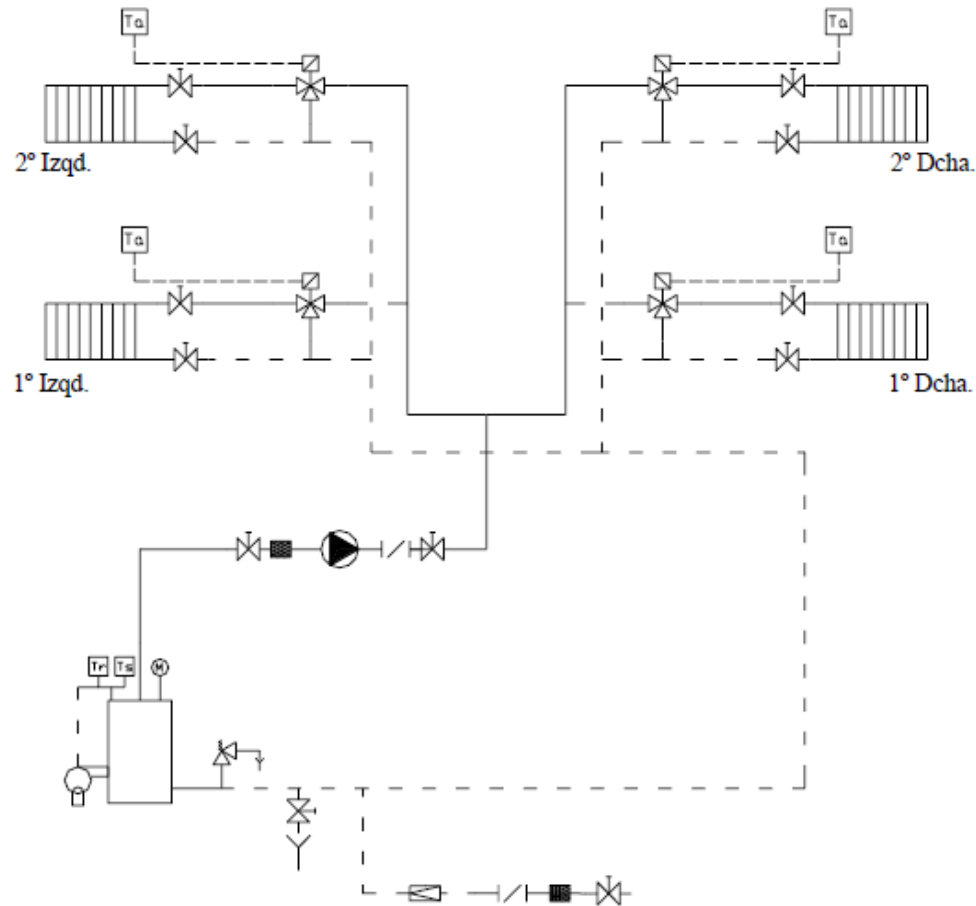 Ta Ta
2º Izqd. 2º Dcha.
Ta Ta
1º Izqd. 1º Dcha.
Tr Ts M